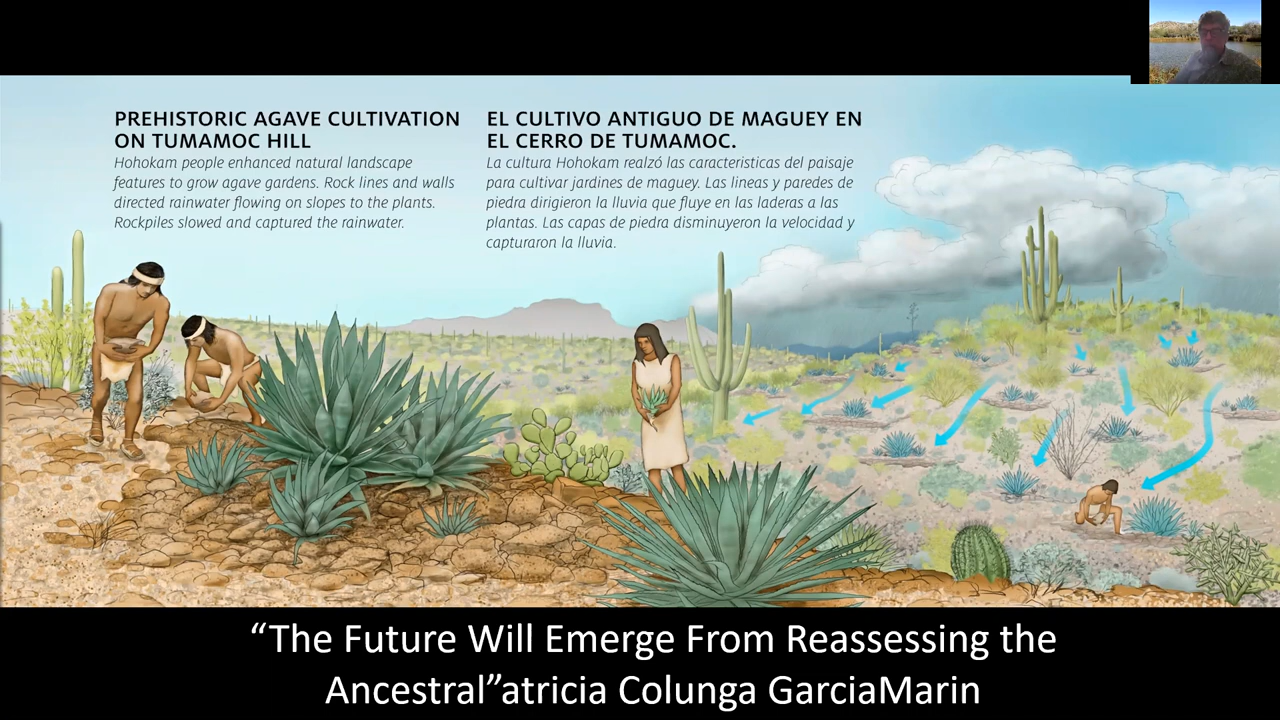 PREHISTORIC AGAVE CULTIVATION
ON TUMAMOC HILL
Hohokam people enhanced natural landscape
features to grow agave gardens. Rock lines and walls
directed rainwater flowing on slopes to the plants.
Rockpiles slowed and captured the rainwater.
EL CULTIVO ANTIGUO DE MAGUEY EN
EL CERRO DE TUMAMOC.
La cultura Hohokam realzó las caracteristicas del paisaje
para cultivar jardines de maguey. Las lineas y paredes de
piedra dirigieron la lluvia que fluye en las laderas a las
plantas. Las capas de piedra disminuyeron la velocidad y
capturaron la lluvia.
“The Future Will Emerge From Reassessing the
Ancestral”atricia Colunga GarciaMarin